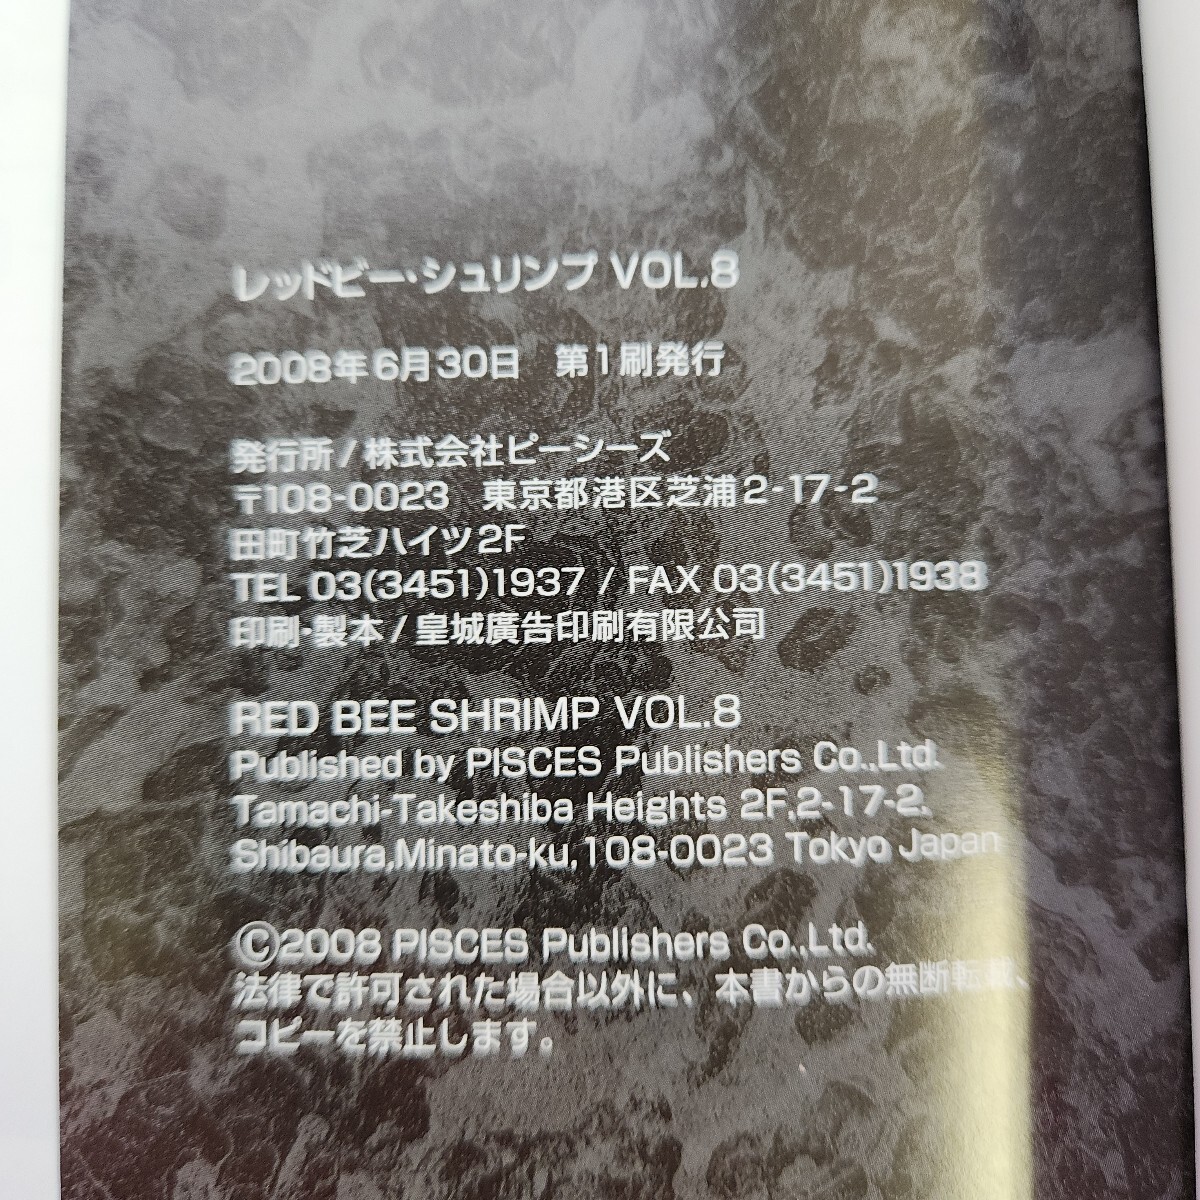 レッドビー・シュリンプ VOL.8
2008年6月30日　第1刷発行
発行所 / 株式会社ピーシーズ
〒108-0023　東京都港区芝浦2-17-2
田町竹芝ハイツ2F
TEL 03(3451)1937 / FAX 03(3451)1938
印刷・製本 / 皇城廣告印刷有限公司
RED BEE SHRIMP VOL.8
Published by PISCES Publishers Co.,Ltd.
Tamachi-Takeshiba Heights 2F,2-17-2,
Shibaura,Minato-ku,108-0023 Tokyo Japan
©2008 PISCES Publishers Co.,Ltd.
法律で許可された場合以外に、本書からの無断転載、
コピーを禁止します。